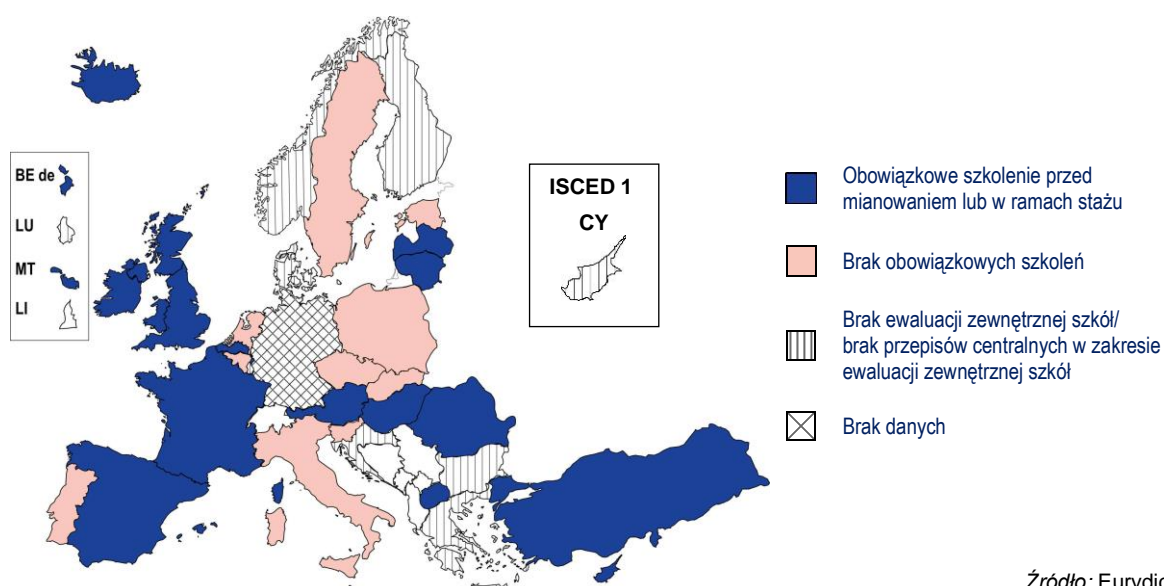 BE de
LU
MT
LI
ISCED 1
CY
Obowiązkowe szkolenie przed
mianowaniem lub w ramach stażu
Brak obowiązkowych szkoleń
Brak ewaluacji zewnętrznej szkół/
brak przepisów centralnych w zakresie
ewaluacji zewnętrznej szkół
Brak danych
Źródło: Eurydic